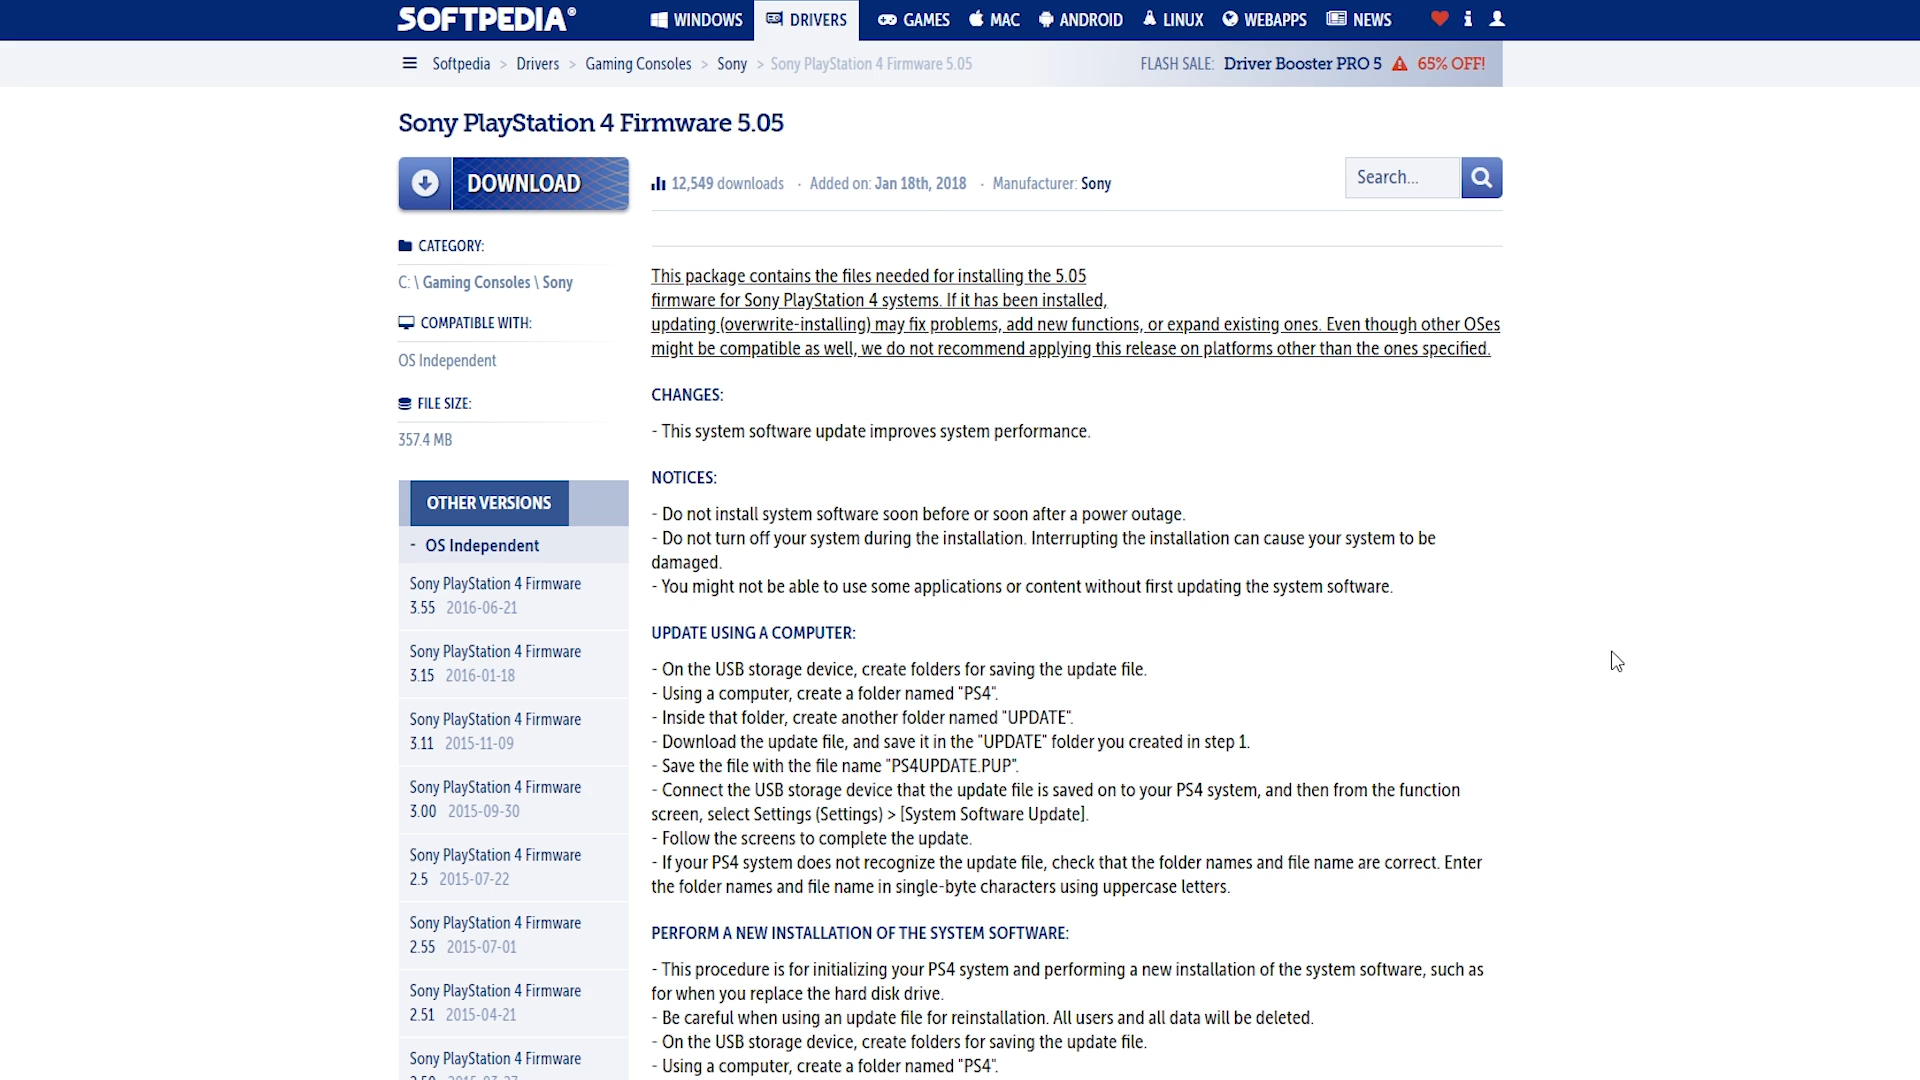 SOFTPEDIA®
WINDOWS DRIVERS GAMES MAC ANDROID LINUX WEBAPPS NEWS
Softpedia > Drivers > Gaming Consoles > Sony > Sony PlayStation 4 Firmware 5.05
FLASH SALE: Driver Booster PRO 5 65% OFF!
Sony PlayStation 4 Firmware 5.05
DOWNLOAD
12,549 downloads · Added on: Jan 18th, 2018 · Manufacturer: Sony
Search...
CATEGORY:
C: \ Gaming Consoles \ Sony
COMPATIBLE WITH:
OS Independent
FILE SIZE:
357.4 MB
OTHER VERSIONS
- OS Independent
Sony PlayStation 4 Firmware
3.55 2016-06-21
Sony PlayStation 4 Firmware
3.15 2016-01-18
Sony PlayStation 4 Firmware
3.11 2015-11-09
Sony PlayStation 4 Firmware
3.00 2015-09-30
Sony PlayStation 4 Firmware
2.5 2015-07-22
Sony PlayStation 4 Firmware
2.55 2015-07-01
Sony PlayStation 4 Firmware
2.51 2015-04-21
Sony PlayStation 4 Firmware
2.50 2015-03-27
This package contains the files needed for installing the 5.05
firmware for Sony PlayStation 4 systems. If it has been installed,
updating (overwrite-installing) may fix problems, add new functions, or expand existing ones. Even though other OSes
might be compatible as well, we do not recommend applying this release on platforms other than the ones specified.
CHANGES:
- This system software update improves system performance.
NOTICES:
- Do not install system software soon before or soon after a power outage.
- Do not turn off your system during the installation. Interrupting the installation can cause your system to be
damaged.
- You might not be able to use some applications or content without first updating the system software.
UPDATE USING A COMPUTER:
- On the USB storage device, create folders for saving the update file.
- Using a computer, create a folder named "PS4".
- Inside that folder, create another folder named "UPDATE".
- Download the update file, and save it in the "UPDATE" folder you created in step 1.
- Save the file with the file name "PS4UPDATE.PUP".
- Connect the USB storage device that the update file is saved on to your PS4 system, and then from the function
screen, select Settings (Settings) > [System Software Update].
- Follow the screens to complete the update.
- If your PS4 system does not recognize the update file, check that the folder names and file name are correct. Enter
the folder names and file name in single-byte characters using uppercase letters.
PERFORM A NEW INSTALLATION OF THE SYSTEM SOFTWARE:
- This procedure is for initializing your PS4 system and performing a new installation of the system software, such as
for when you replace the hard disk drive.
- Be careful when using an update file for reinstallation. All users and all data will be deleted.
- On the USB storage device, create folders for saving the update file.
- Using a computer, create a folder named "PS4".